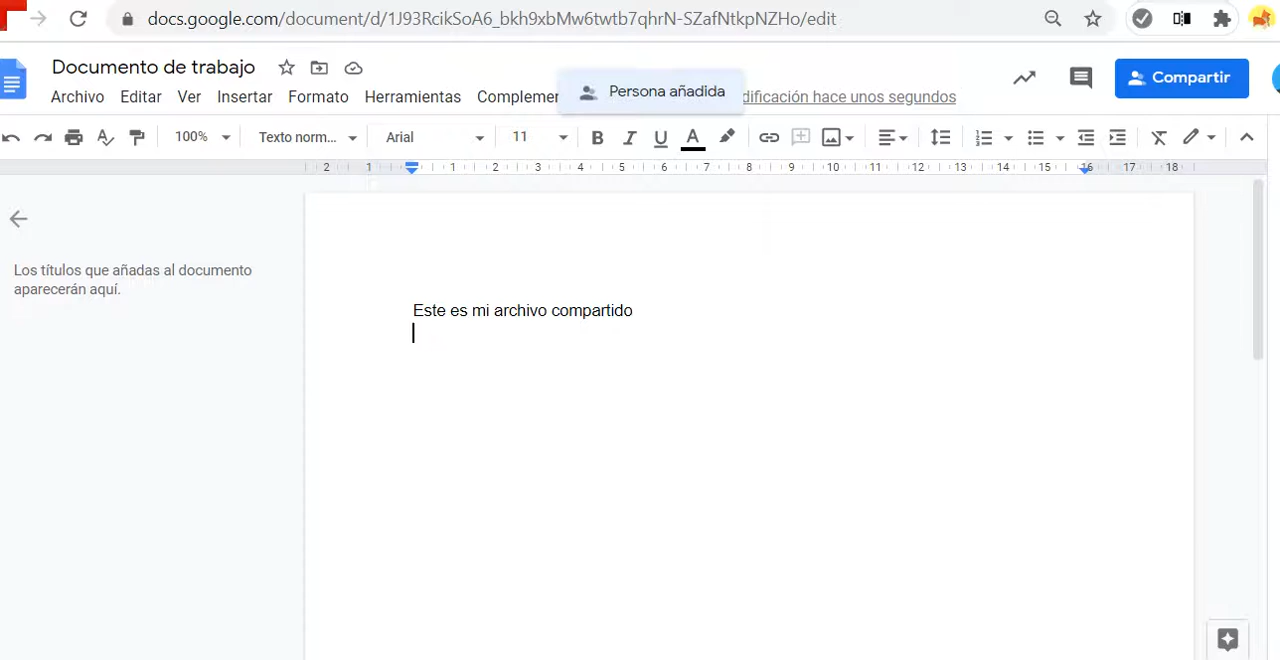 docs.google.com/document/d/1J93RcikSoA6_bkh9xbMw6twtb7qhrN-SZafNtkpNZHo/edit
Documento de trabajo
Persona añadida
Compartir
Archivo Editar Ver Insertar Formato Herramientas Complemen dificación hace unos segundos
100% Texto norm... Arial 11 B I U A
2 1 1 2 3 4 5 6 7 8 9 10 11 12 13 14 15 16 17 18
Los títulos que añadas al documento
aparecerán aquí.
Este es mi archivo compartido